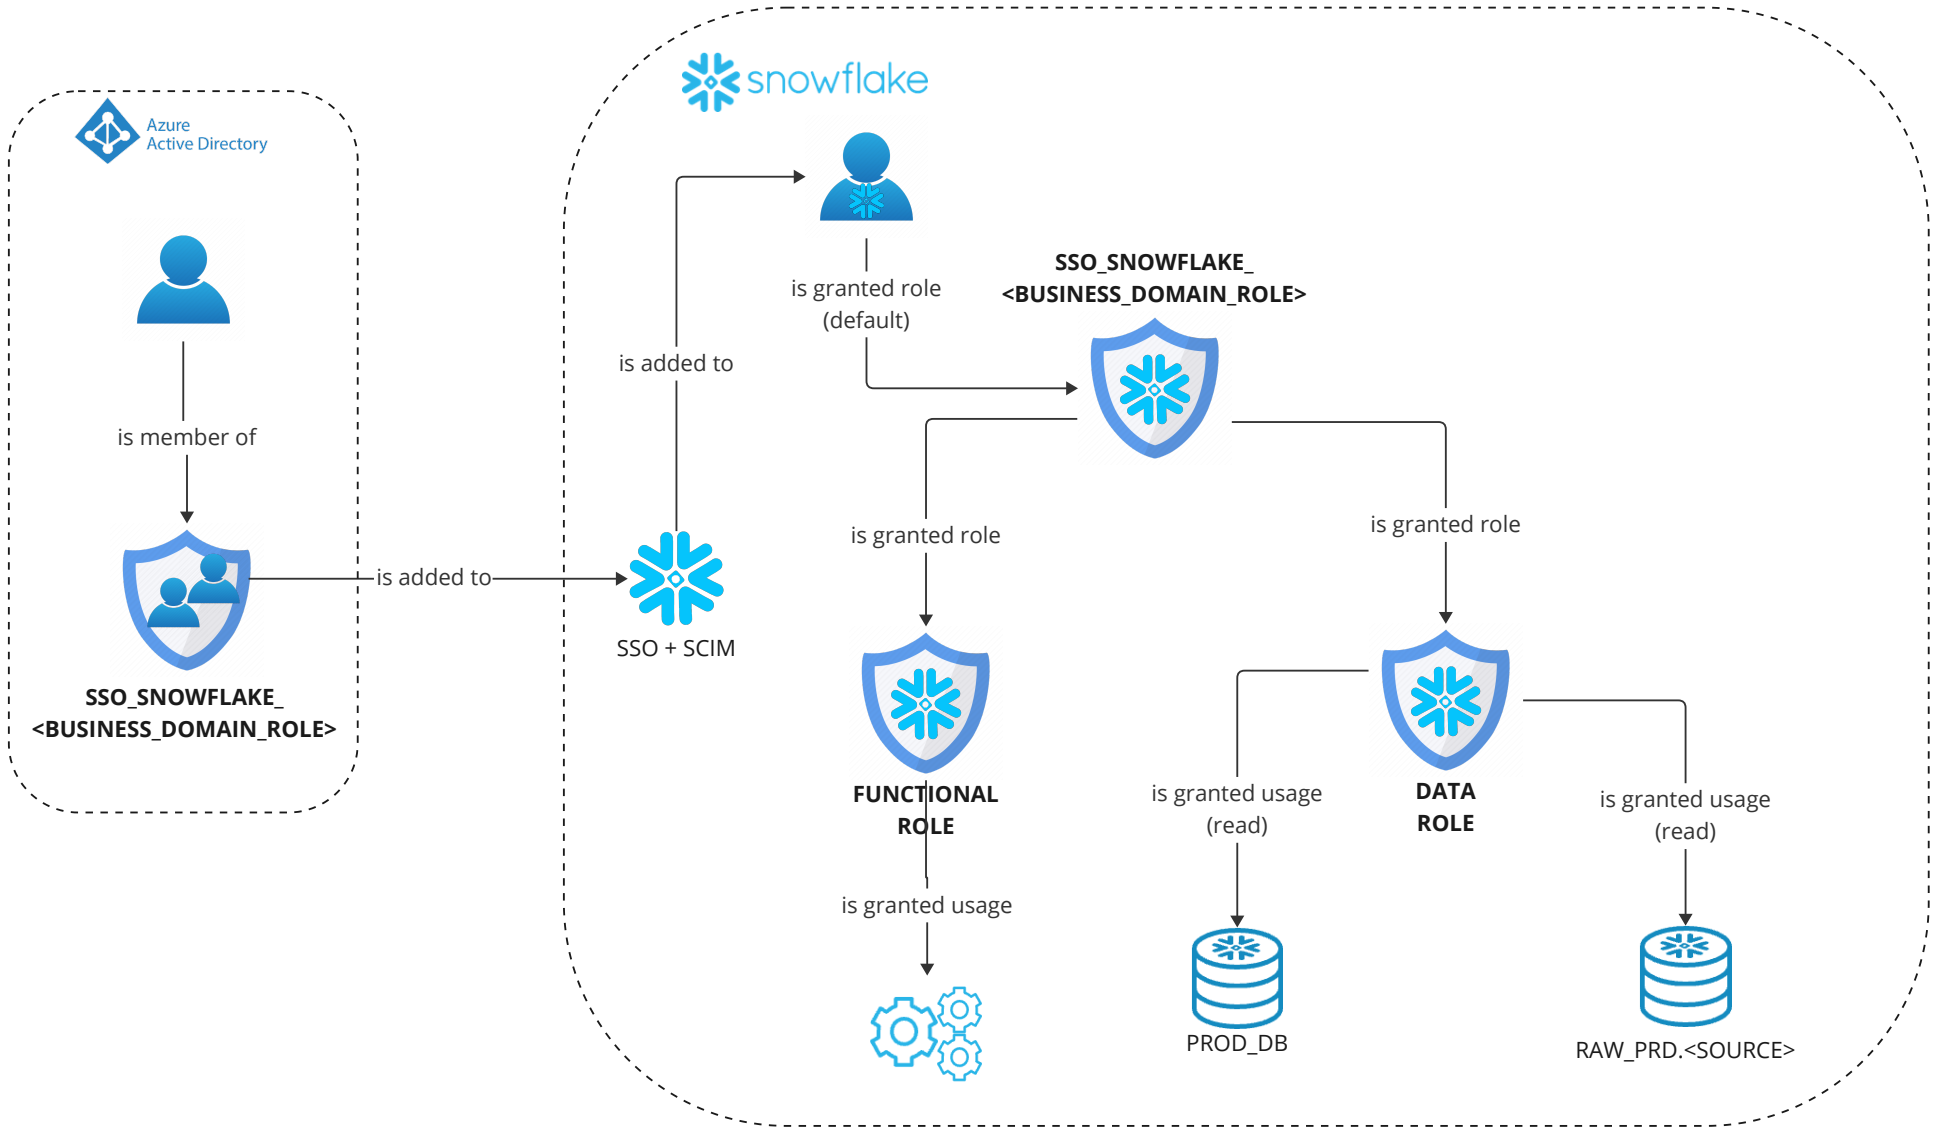 Azure
Active Directory
is member of
SSO_SNOWFLAKE_
<BUSINESS_DOMAIN_ROLE>
is added to
snowflake
SSO + SCIM
is added to
is granted role
(default)
SSO_SNOWFLAKE_
<BUSINESS_DOMAIN_ROLE>
is granted role
is granted role
FUNCTIONAL
ROLE
is granted usage
DATA
ROLE
is granted usage
(read)
is granted usage
(read)
PROD_DB
RAW_PRD.<SOURCE>